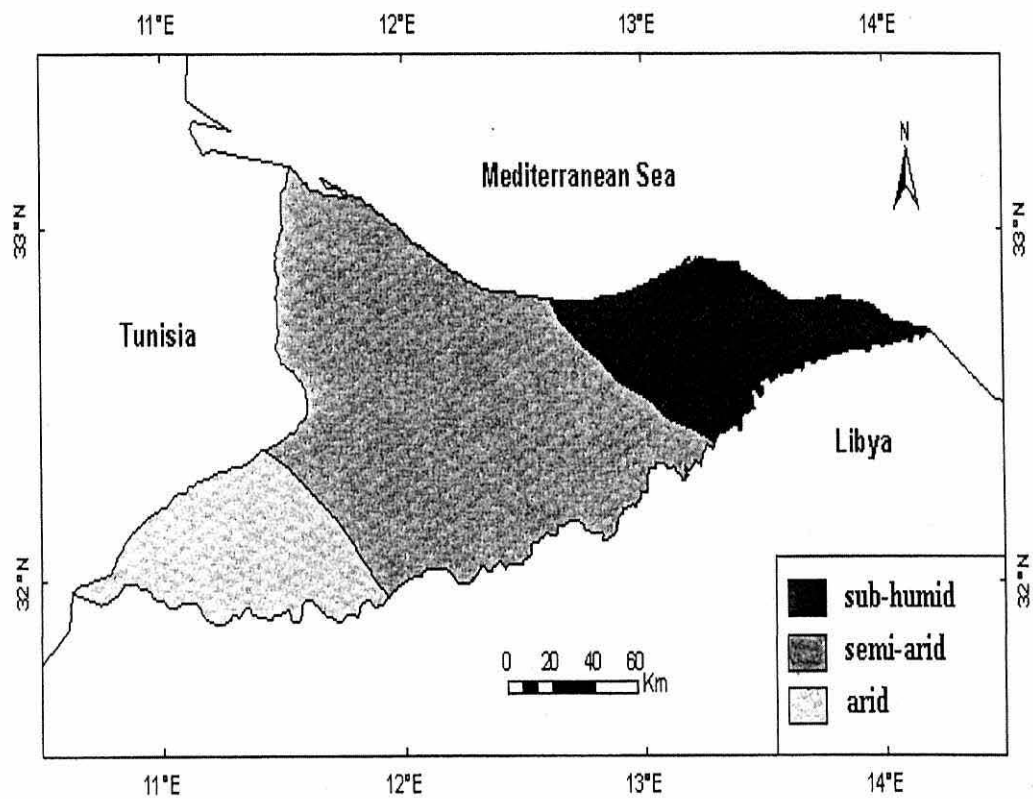 11°E 12°E 13°E 14°E
N
Mediterranean Sea
33°N 33°N
Tunisia
Libya
32°N 32°N
sub-humid
semi-arid
arid
0 20 40 60
Km
11°E 12°E 13°E 14°E